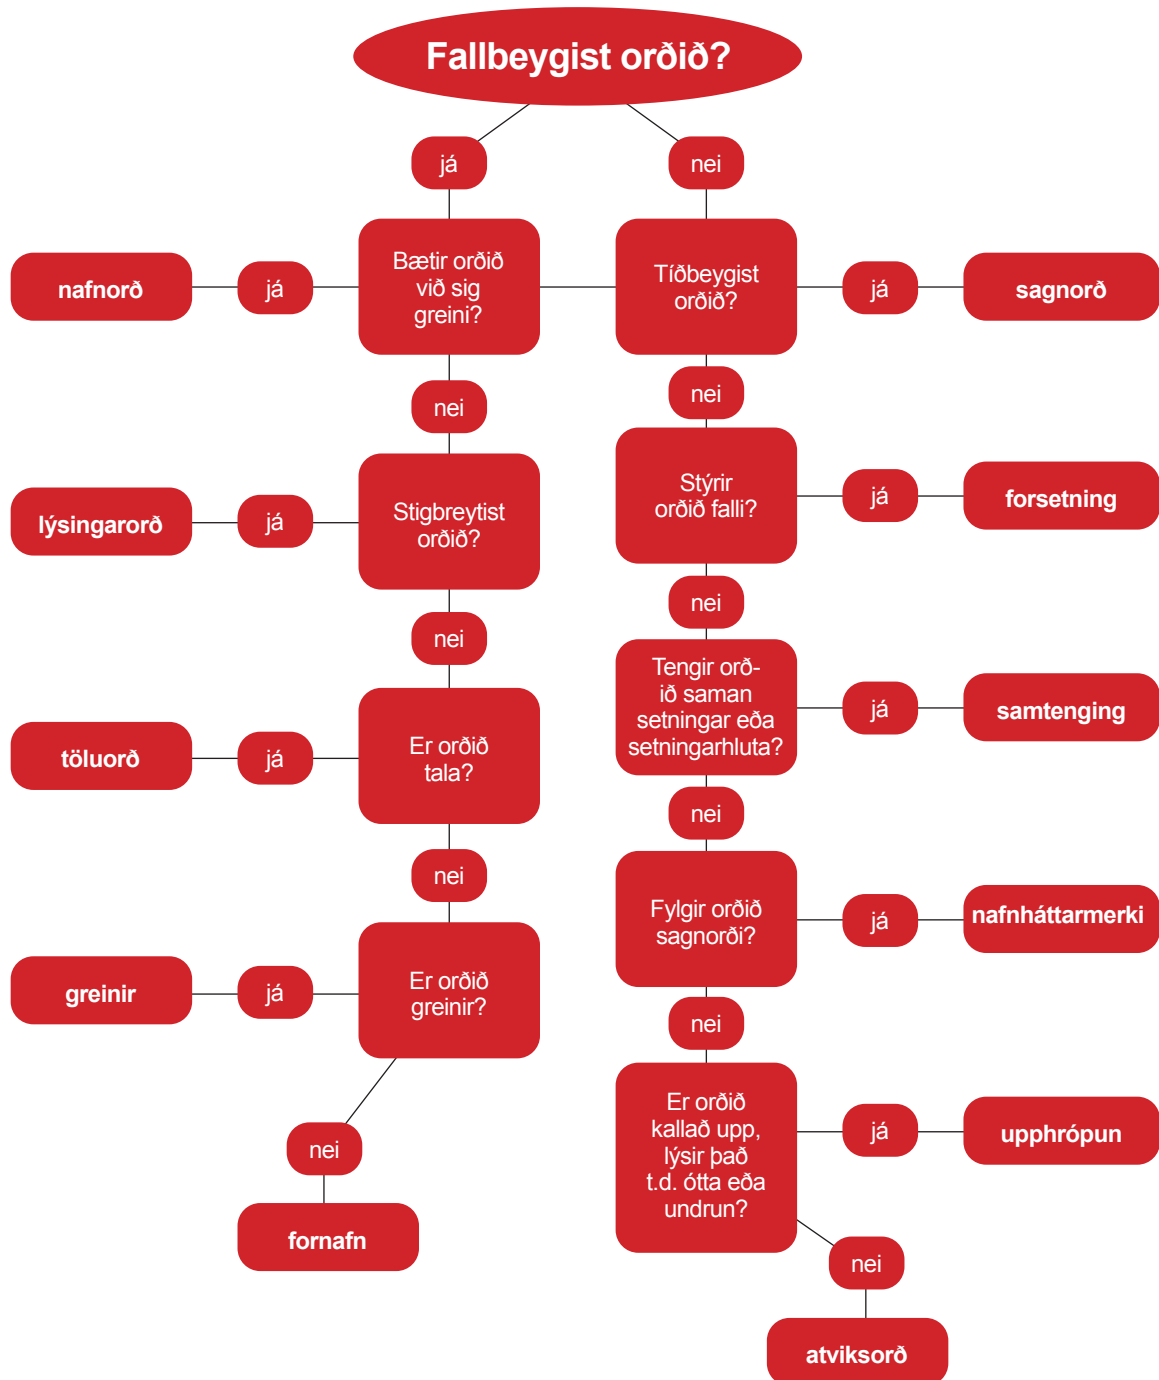 Fallbeygist orðið?
já
nei
nafnorð
já
Bætir orðið
við sig
greini?
Tíðbeygist
orðið?
já
sagnorð
nei
nei
lýsingarorð
já
Stigbreytist
orðið?
Stýrir
orðið falli?
já
forsetning
nei
nei
töluorð
já
Er orðið
tala?
Tengir orð-
ið saman
setningar eða
setningarhluta?
já
samtenging
nei
nei
greinir
já
Er orðið
greinir?
Fylgir orðið
sagnorði?
já
nafnháttarmerki
nei
nei
fornafn
Er orðið
kallað upp,
lýsir það
t.d. ótta eða
undrun?
já
upphrópun
nei
atviksorð